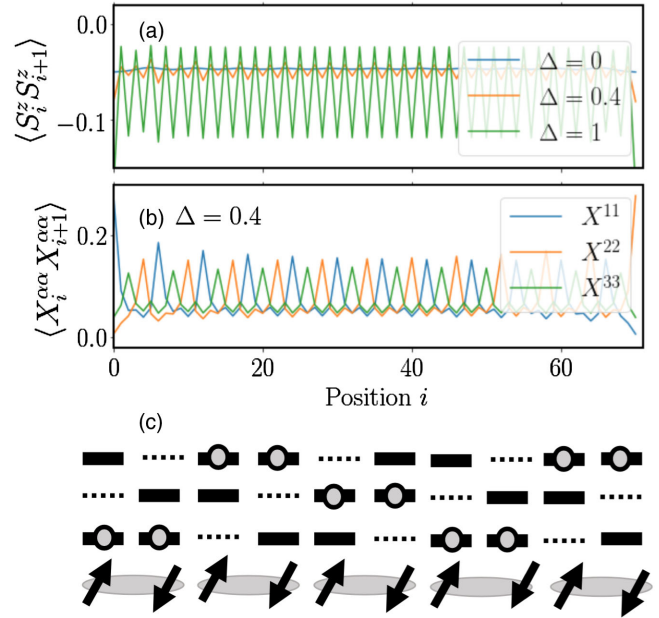 (a)
0.0
−0.1
⟨S_i^z S_{i+1}^z⟩
Δ = 0
Δ = 0.4
Δ = 1
(b)
Δ = 0.4
0.2
0.0
⟨X_i^{αα} X_{i+1}^{αα}⟩
X^{11}
X^{22}
X^{33}
0 20 40 60
Position i
(c)